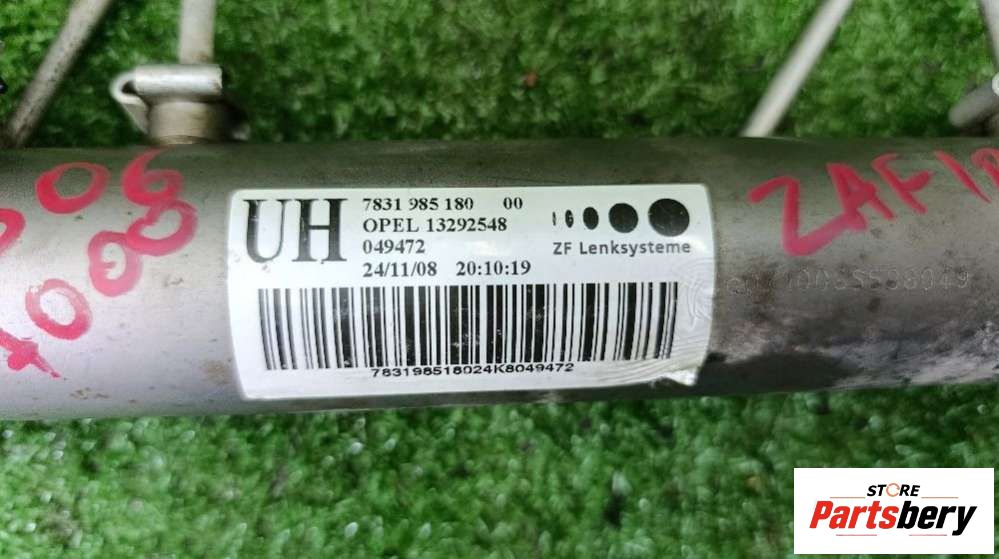 UH
7831 985 180 00
OPEL 13292548
049472
24/11/08 20:10:19
ZF Lenksysteme
783198518024K8049472
ZAFIR
STORE
Partsbery